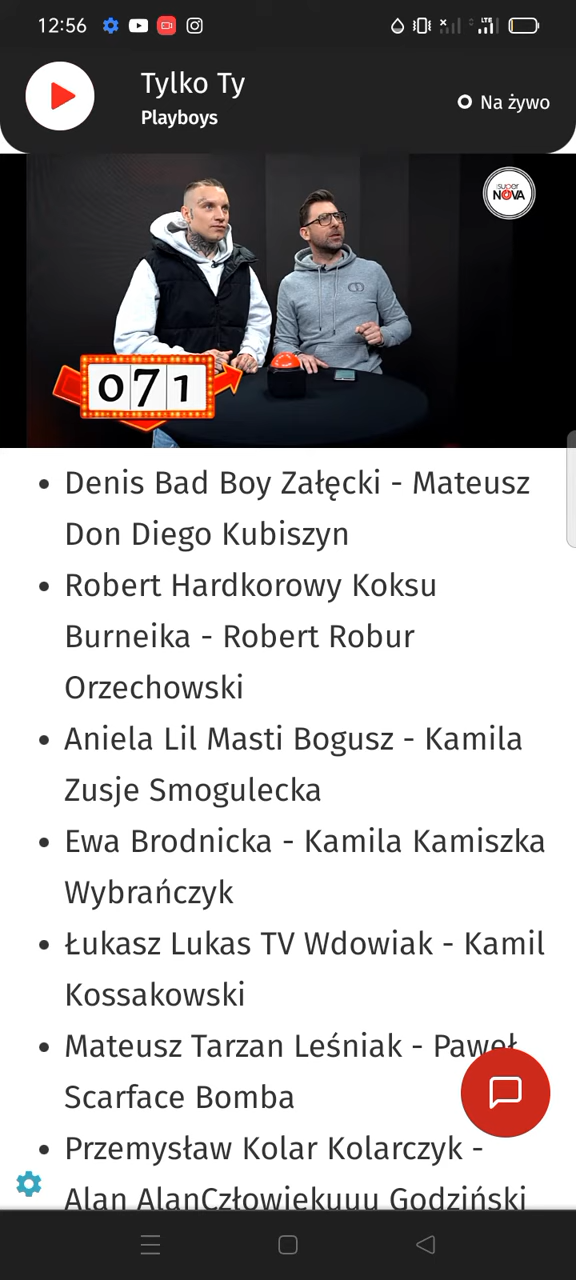 12:56
LTE
Tylko Ty
Playboys
Na żywo
super
NOVA
071
Denis Bad Boy Załęcki - Mateusz
Don Diego Kubiszyn
Robert Hardkorowy Koksu
Burneika - Robert Robur
Orzechowski
Aniela Lil Masti Bogusz - Kamila
Zusje Smogulecka
Ewa Brodnicka - Kamila Kamiszka
Wybrańczyk
Łukasz Lukas TV Wdowiak - Kamil
Kossakowski
Mateusz Tarzan Leśniak - Paweł
Scarface Bomba
Przemysław Kolar Kolarczyk -
Alan AlanCzłowiekuuu Godziński